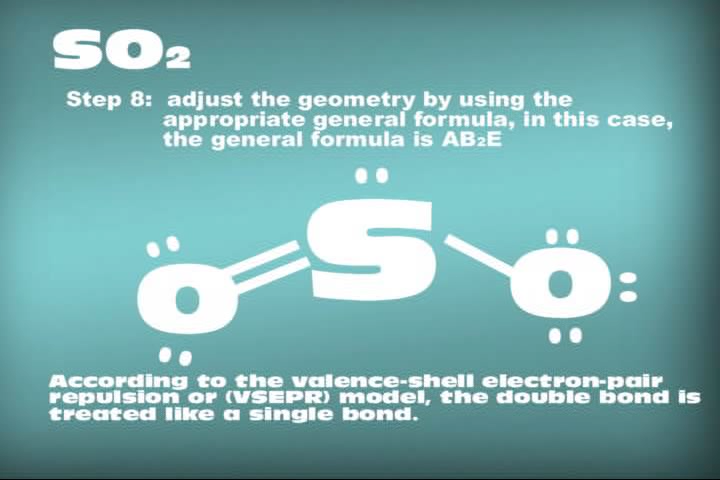 SO₂
Step 8: adjust the geometry by using the
appropriate general formula, in this case,
the general formula is AB₂E
O S O
According to the valence-shell electron-pair
repulsion or (VSEPR) model, the double bond is
treated like a single bond.